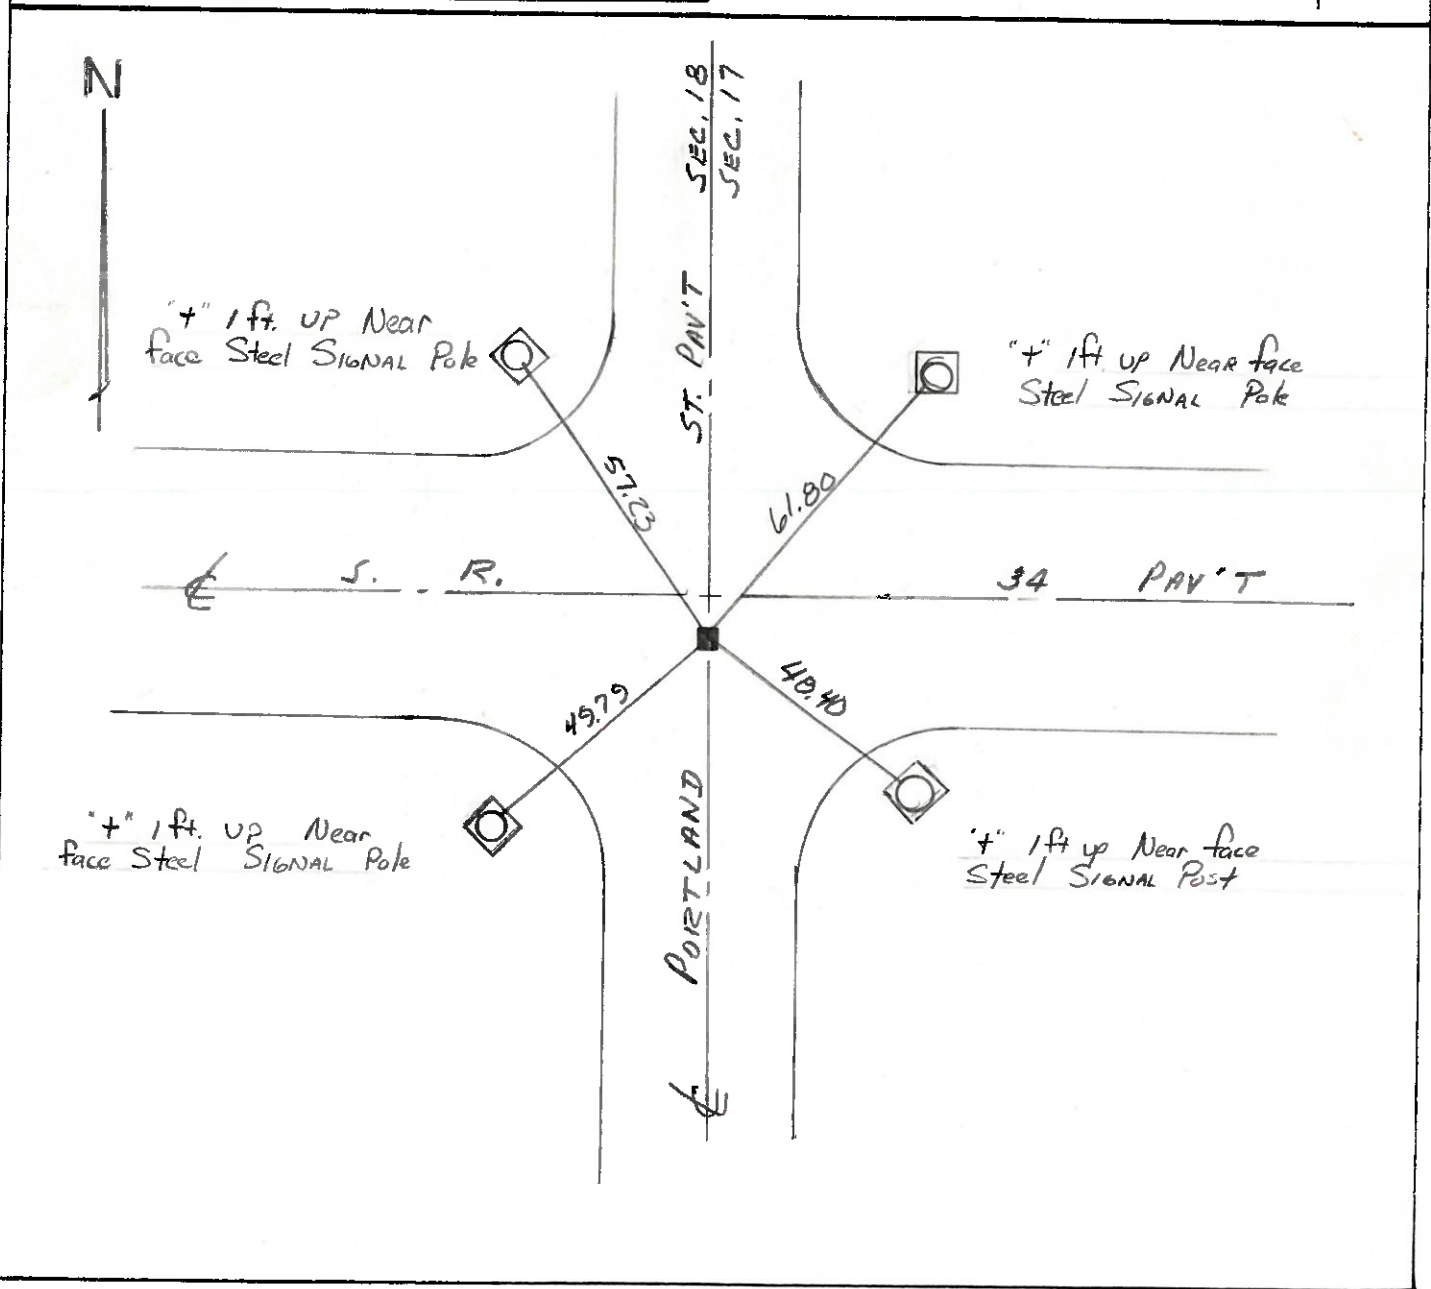 N
SEC. 18
SEC. 17
"+" 1ft. UP Near
face Steel SIGNAL Pole
"+" 1ft UP Near face
Steel SIGNAL Pole
ST. PAV'T
57.23
61.80
℄ S. R. 34 PAV'T
49.79
48.40
"+" 1ft. UP Near
face Steel SIGNAL Pole
"+" 1ft up Near face
Steel SIGNAL Post
PORTLAND
℄